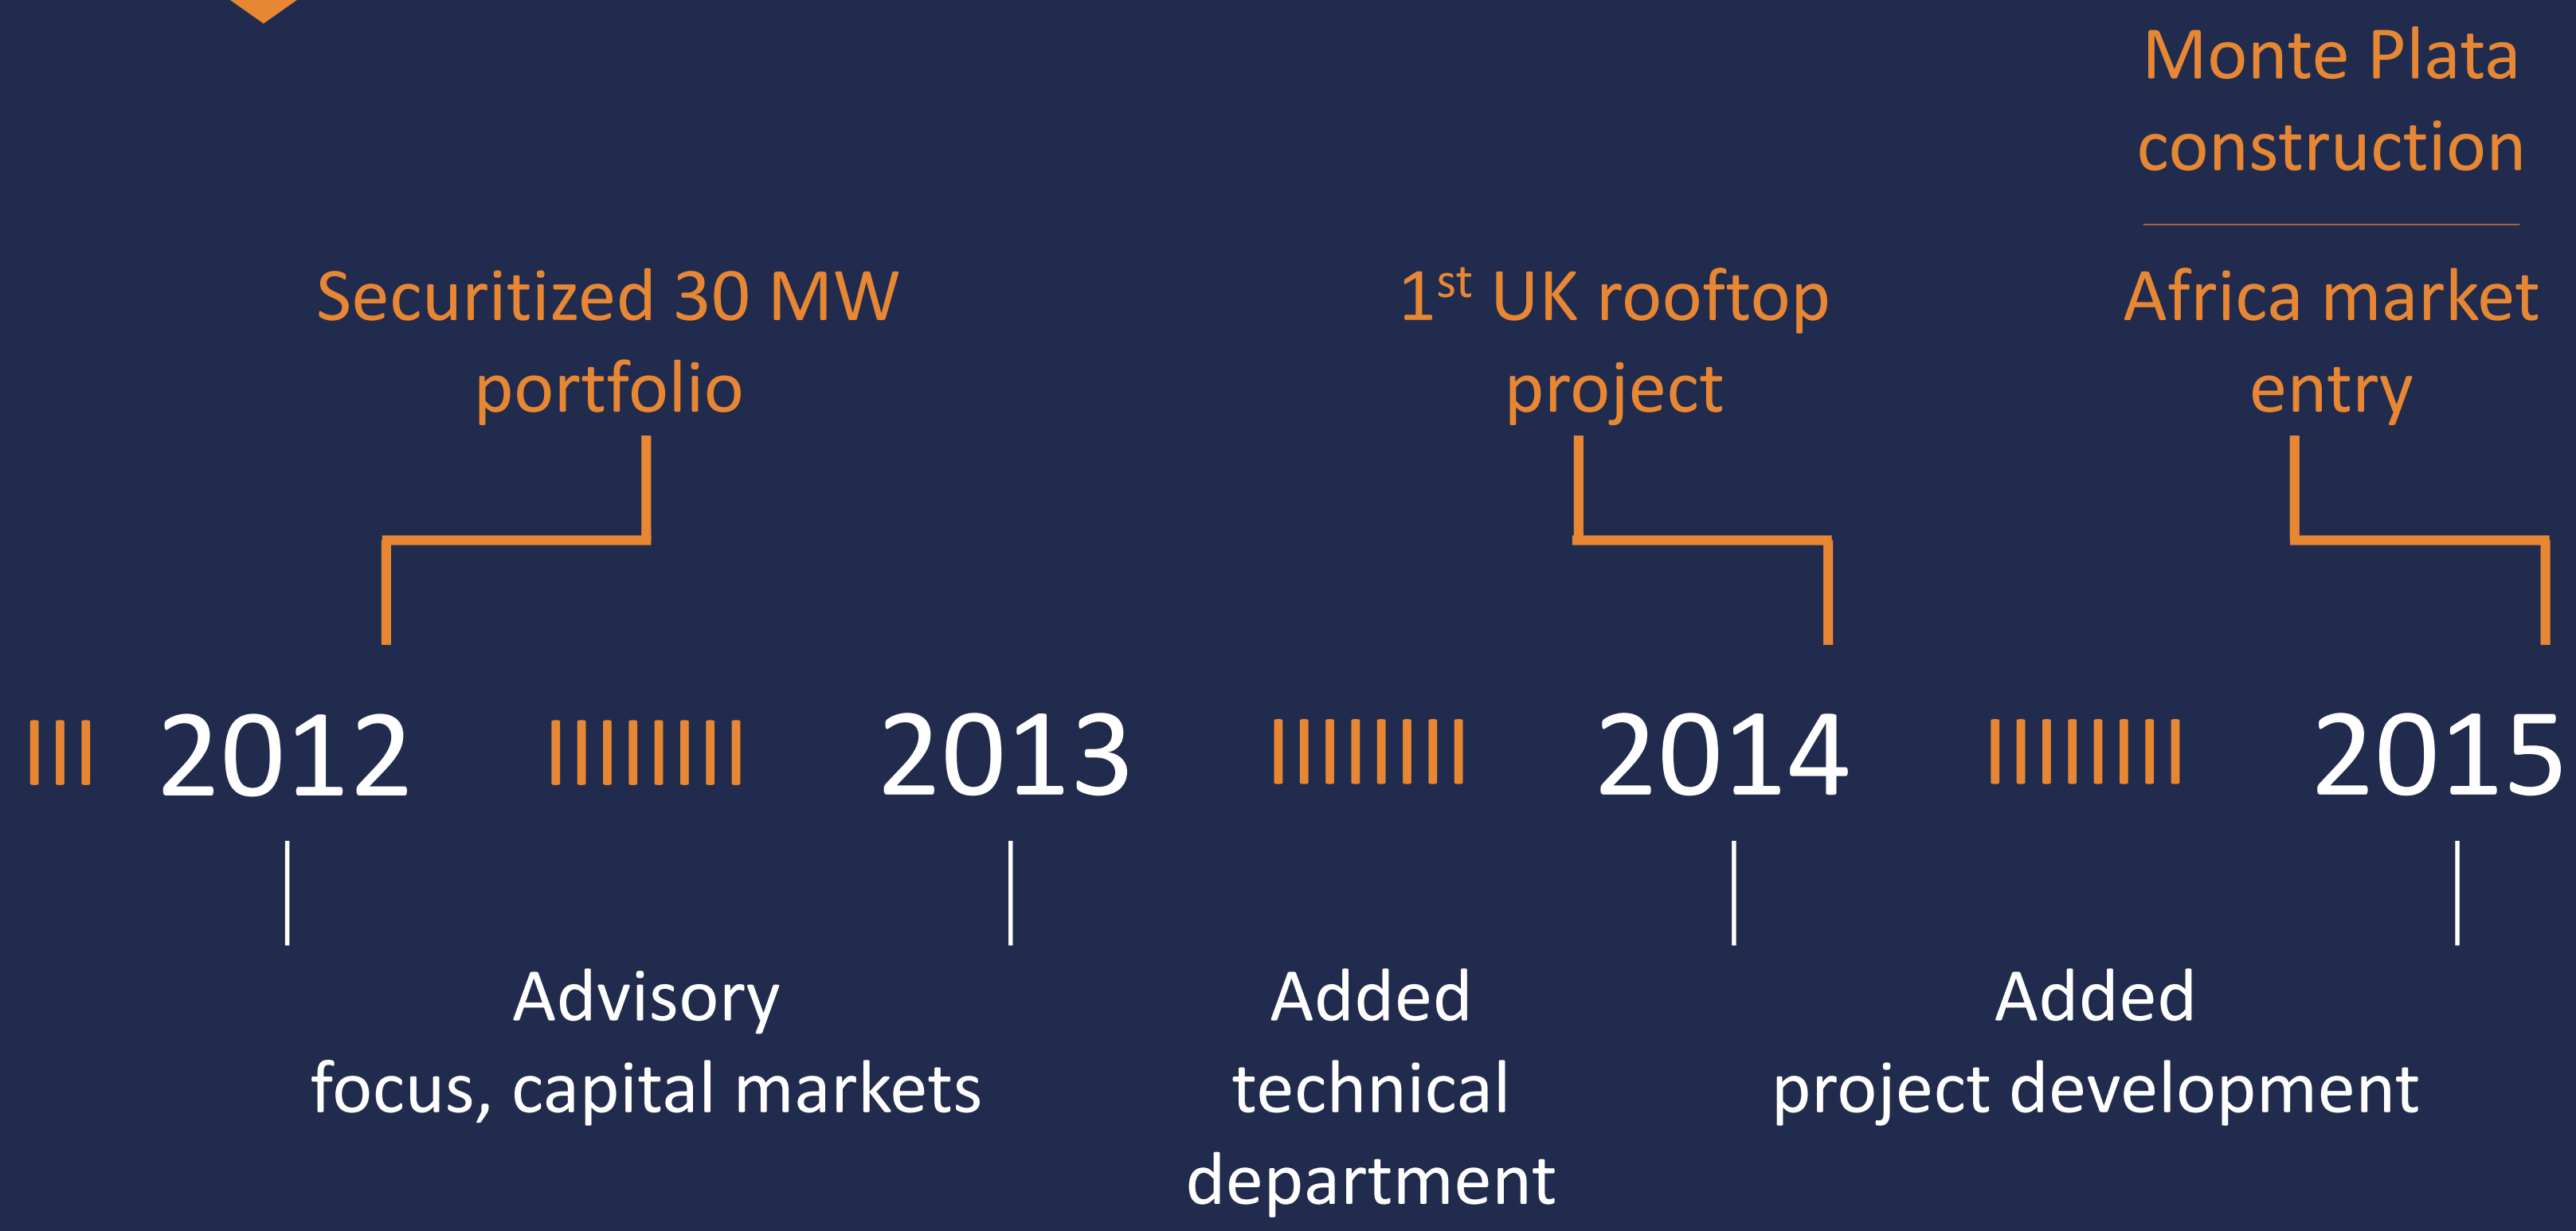 Monte Plata
construction
Securitized 30 MW
portfolio
1st UK rooftop
project
Africa market
entry
2012
2013
2014
2015
Advisory
focus, capital markets
Added
technical
department
Added
project development